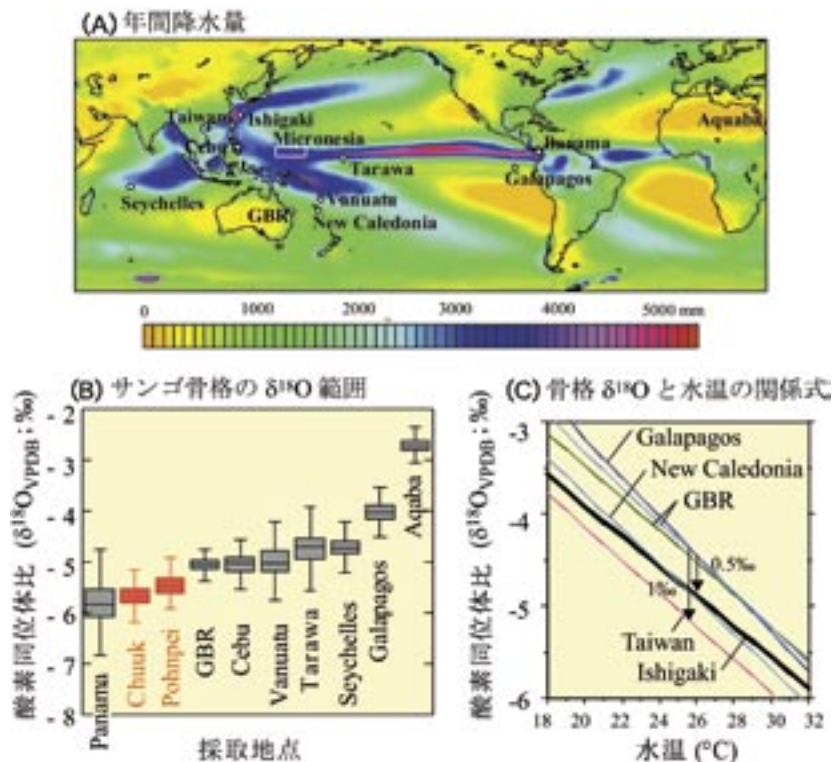 (A) 年間降水量
Taiwan
Ishigaki
Cebu
Micronesia
Tarawa
Panama
Aquaba
Seychelles
GBR
Vanuatu
New Caledonia
Galapagos
0 1000 2000 3000 4000 5000 mm
(B) サンゴ骨格の δ¹⁸O 範囲
酸素同位体比 (δ¹⁸O_VPDB ; ‰)
- 2
- 3
- 4
- 5
- 6
- 7
- 8
Panama
Chuuk
Pohnpei
GBR
Cebu
Vanuatu
Tarawa
Seychelles
Galapagos
Aqaba
採取地点
(C) 骨格 δ¹⁸O と水温の関係式
酸素同位体比 (δ¹⁸O_VPDB ; ‰)
-3
-4
-5
-6
Galapagos
New Caledonia
GBR
0.5‰
1‰
Taiwan
Ishigaki
18 20 22 24 26 28 30 32
水温 (°C)